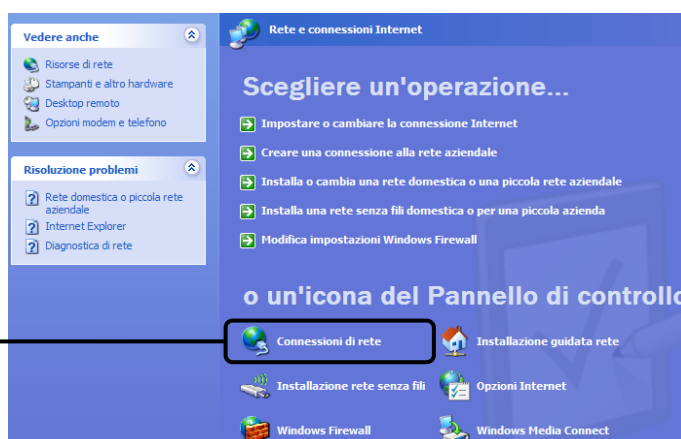 Vedere anche
Risorse di rete
Stampanti e altro hardware
Desktop remoto
Opzioni modem e telefono
Risoluzione problemi
Rete domestica o piccola rete
aziendale
Internet Explorer
Diagnostica di rete
Rete e connessioni Internet
Scegliere un'operazione...
Impostare o cambiare la connessione Internet
Creare una connessione alla rete aziendale
Installa o cambia una rete domestica o una piccola rete aziendale
Installa una rete senza fili domestica o per una piccola azienda
Modifica impostazioni Windows Firewall
o un'icona del Pannello di controllo
Connessioni di rete
Installazione guidata rete
Installazione rete senza fili
Opzioni Internet
Windows Firewall
Windows Media Connect